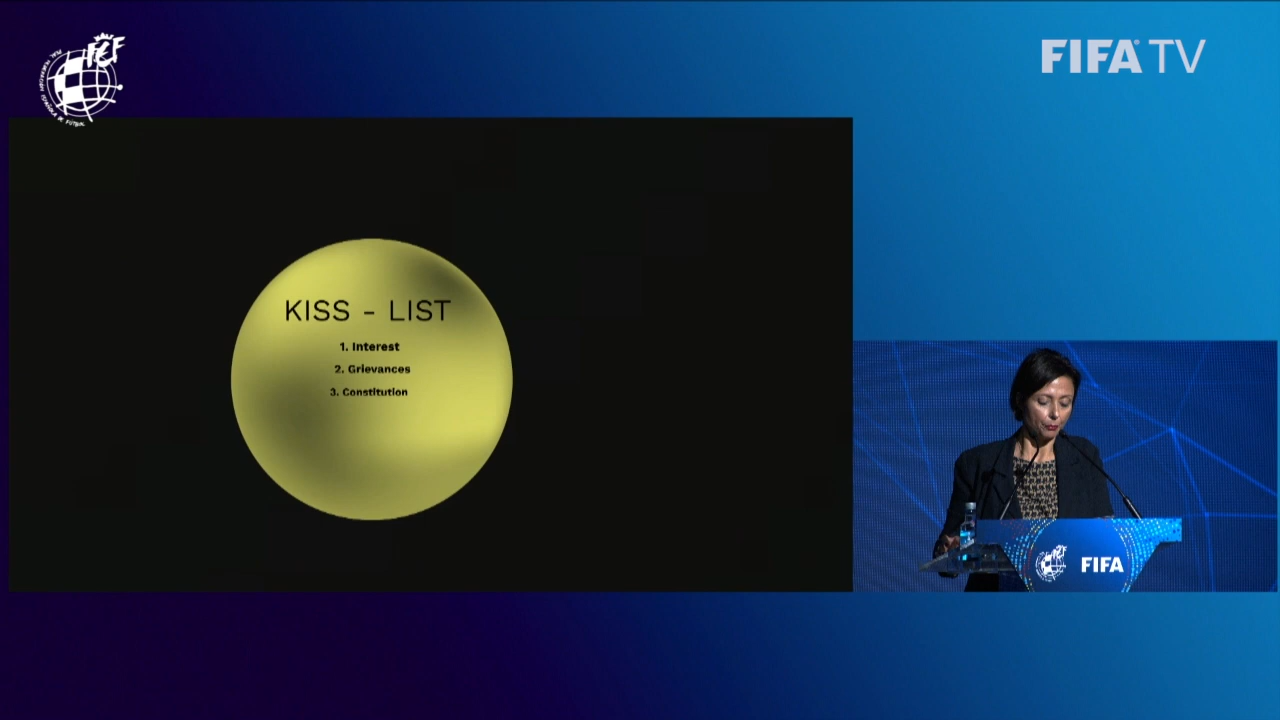 FIFA TV
KISS - LIST
1. Interest
2. Grievances
3. Constitution
FIFA